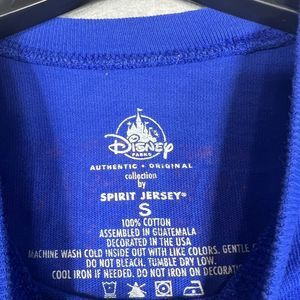 Disney
PARKS
AUTHENTIC • ORIGINAL
collection
by
SPIRIT JERSEY®
S
100% COTTON
ASSEMBLED IN GUATEMALA
DECORATED IN THE USA
MACHINE WASH COLD INSIDE OUT WITH LIKE COLORS. GENTLE
DO NOT BLEACH. TUMBLE DRY LOW.
COOL IRON IF NEEDED. DO NOT IRON ON DECORATI